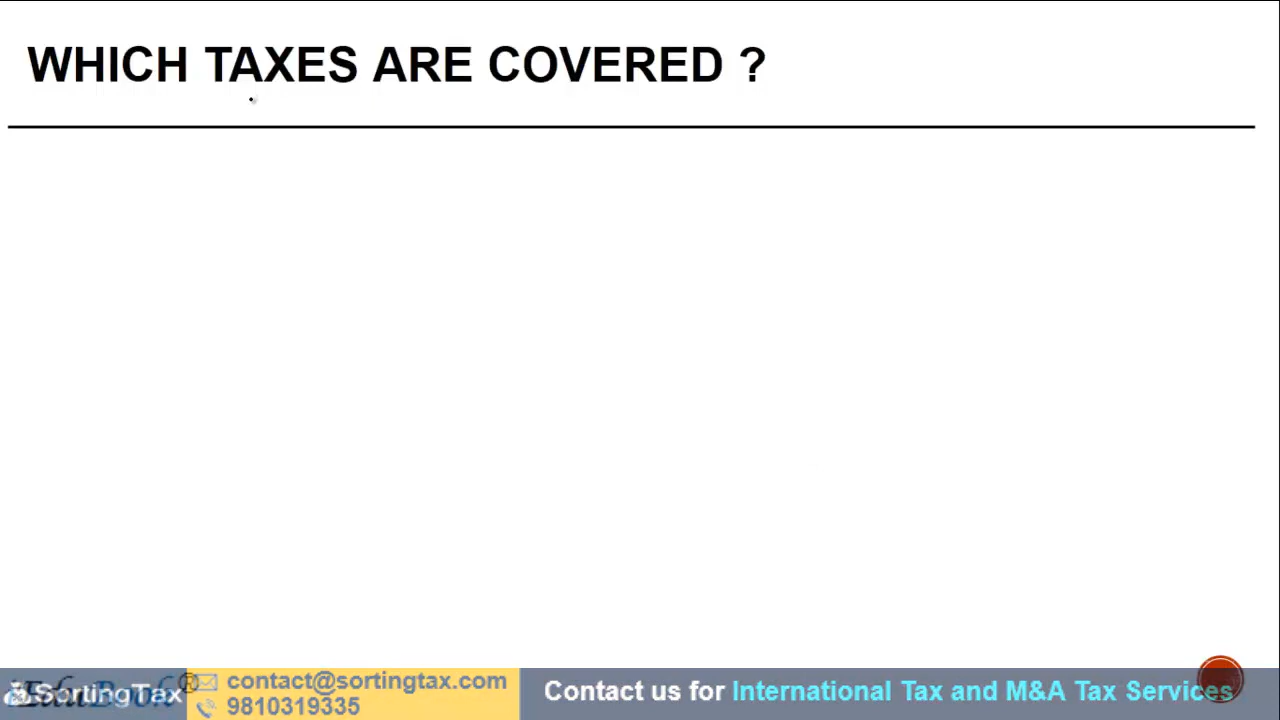 WHICH TAXES ARE COVERED ?
SortingTax
contact@sortingtax.com
9810319335
Contact us for International Tax and M&A Tax Services